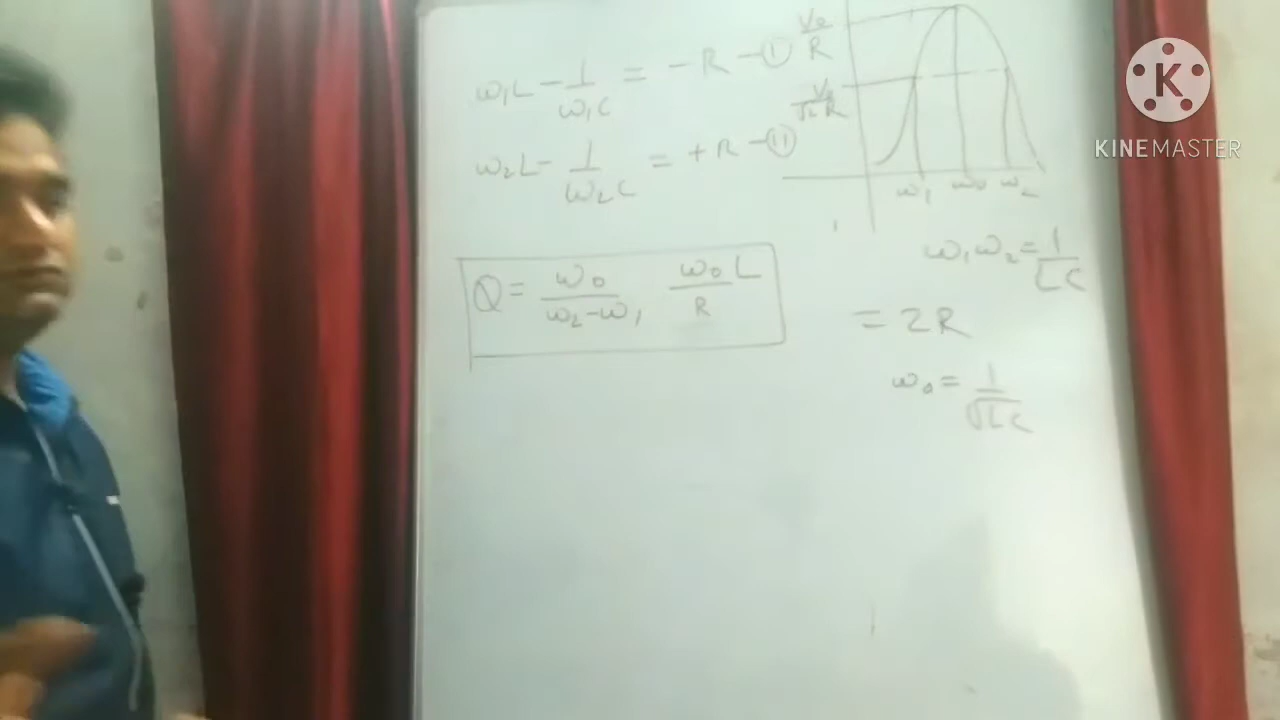 ω₁L - 1/ω₁C = -R - (I)
ω₂L - 1/ω₂C = +R - (II)
Q = ω₀/ω₂-ω₁ ω₀L/R
V₀/R
V₀/√2 R
ω₁ ω₀ ω₂
ω₁ω₂ = 1/LC
= 2R
ω₀ = 1/√LC
K
KINEMASTER